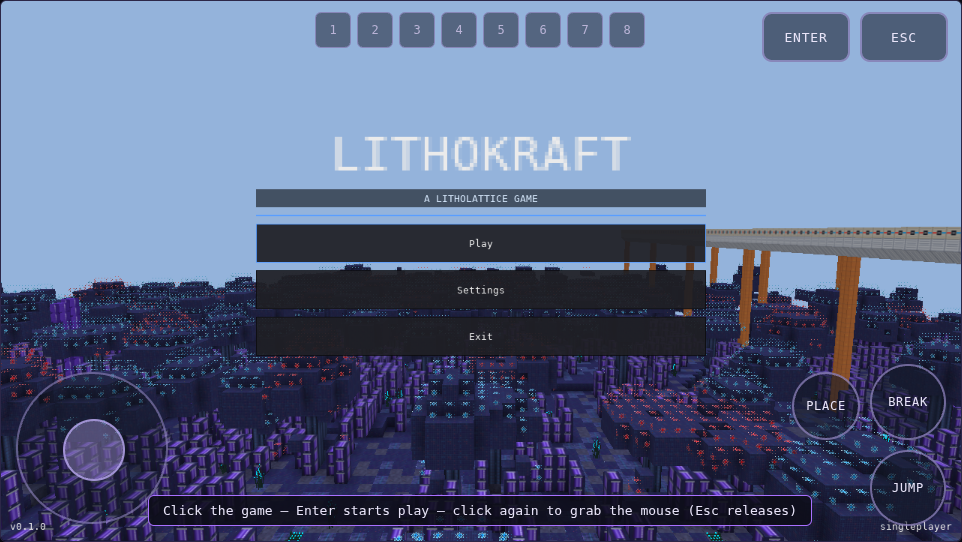 1 2 3 4 5 6 7 8
ENTER ESC
LITHOKRAFT
A LITHOLATTICE GAME
Play
Settings
Exit
PLACE
BREAK
JUMP
Click the game — Enter starts play — click again to grab the mouse (Esc releases)
v0.1.0
singleplayer